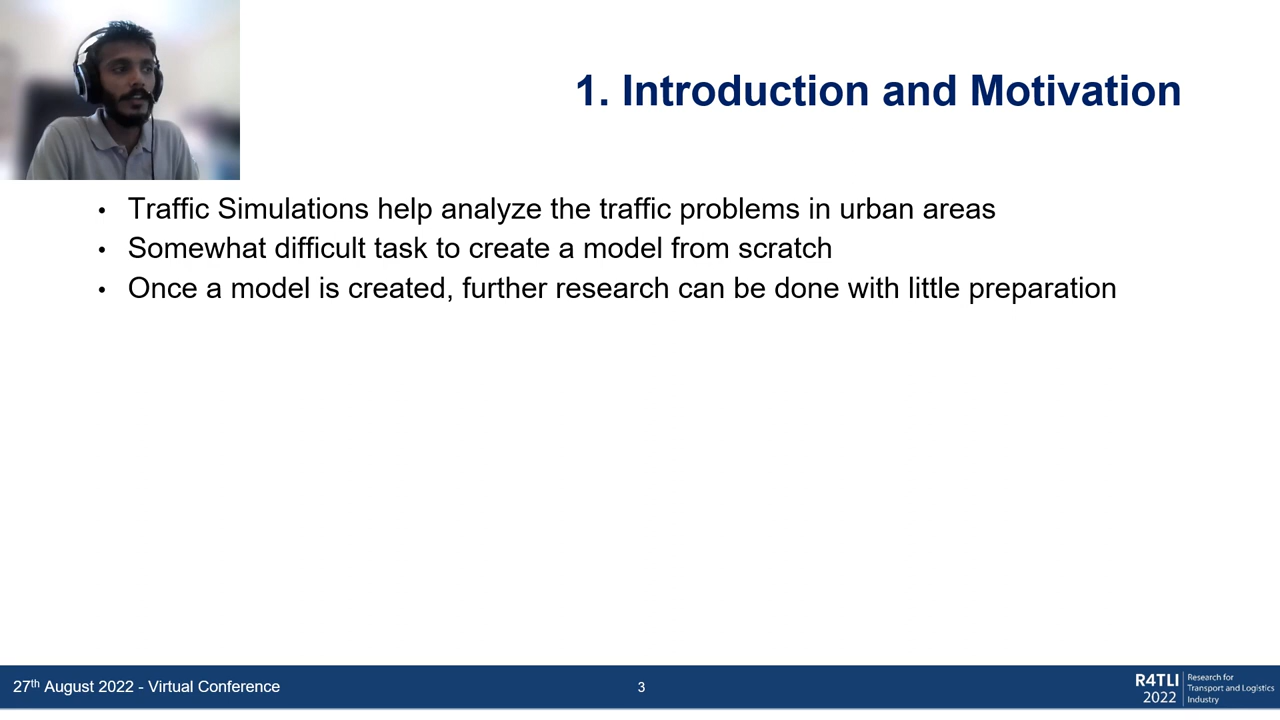 1. Introduction and Motivation
• Traffic Simulations help analyze the traffic problems in urban areas
• Somewhat difficult task to create a model from scratch
• Once a model is created, further research can be done with little preparation
27th August 2022 - Virtual Conference
3
R4TLI
2022
Research for
Transport and Logistics
Industry